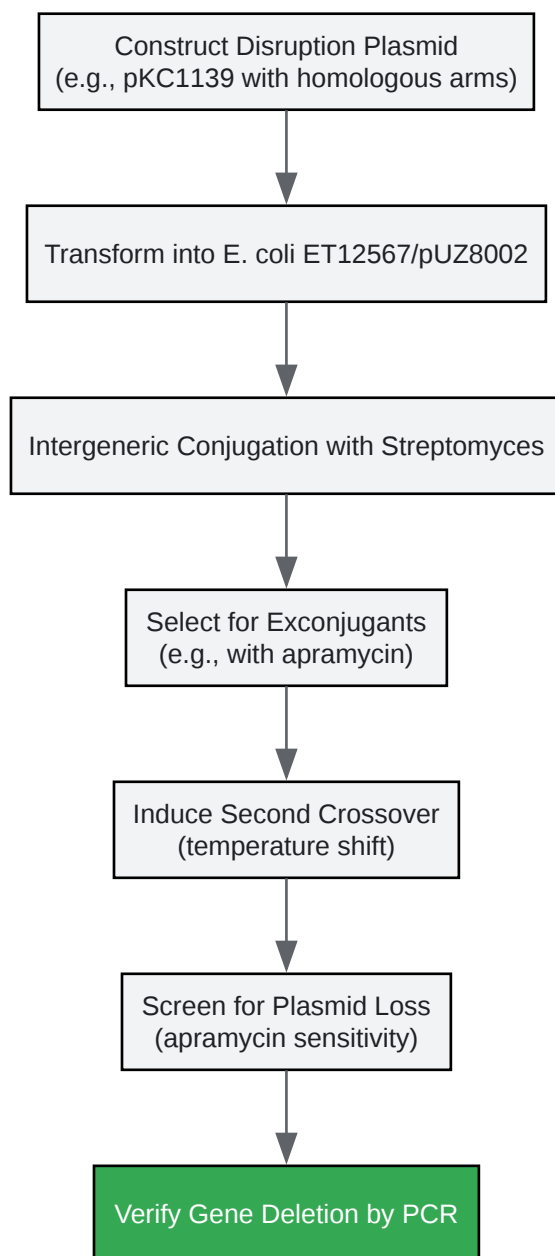 Construct Disruption Plasmid
(e.g., pKC1139 with homologous arms)
Transform into E. coli ET12567/pUZ8002
Intergeneric Conjugation with Streptomyces
Select for Exconjugants
(e.g., with apramycin)
Induce Second Crossover
(temperature shift)
Screen for Plasmid Loss
(apramycin sensitivity)
Verify Gene Deletion by PCR